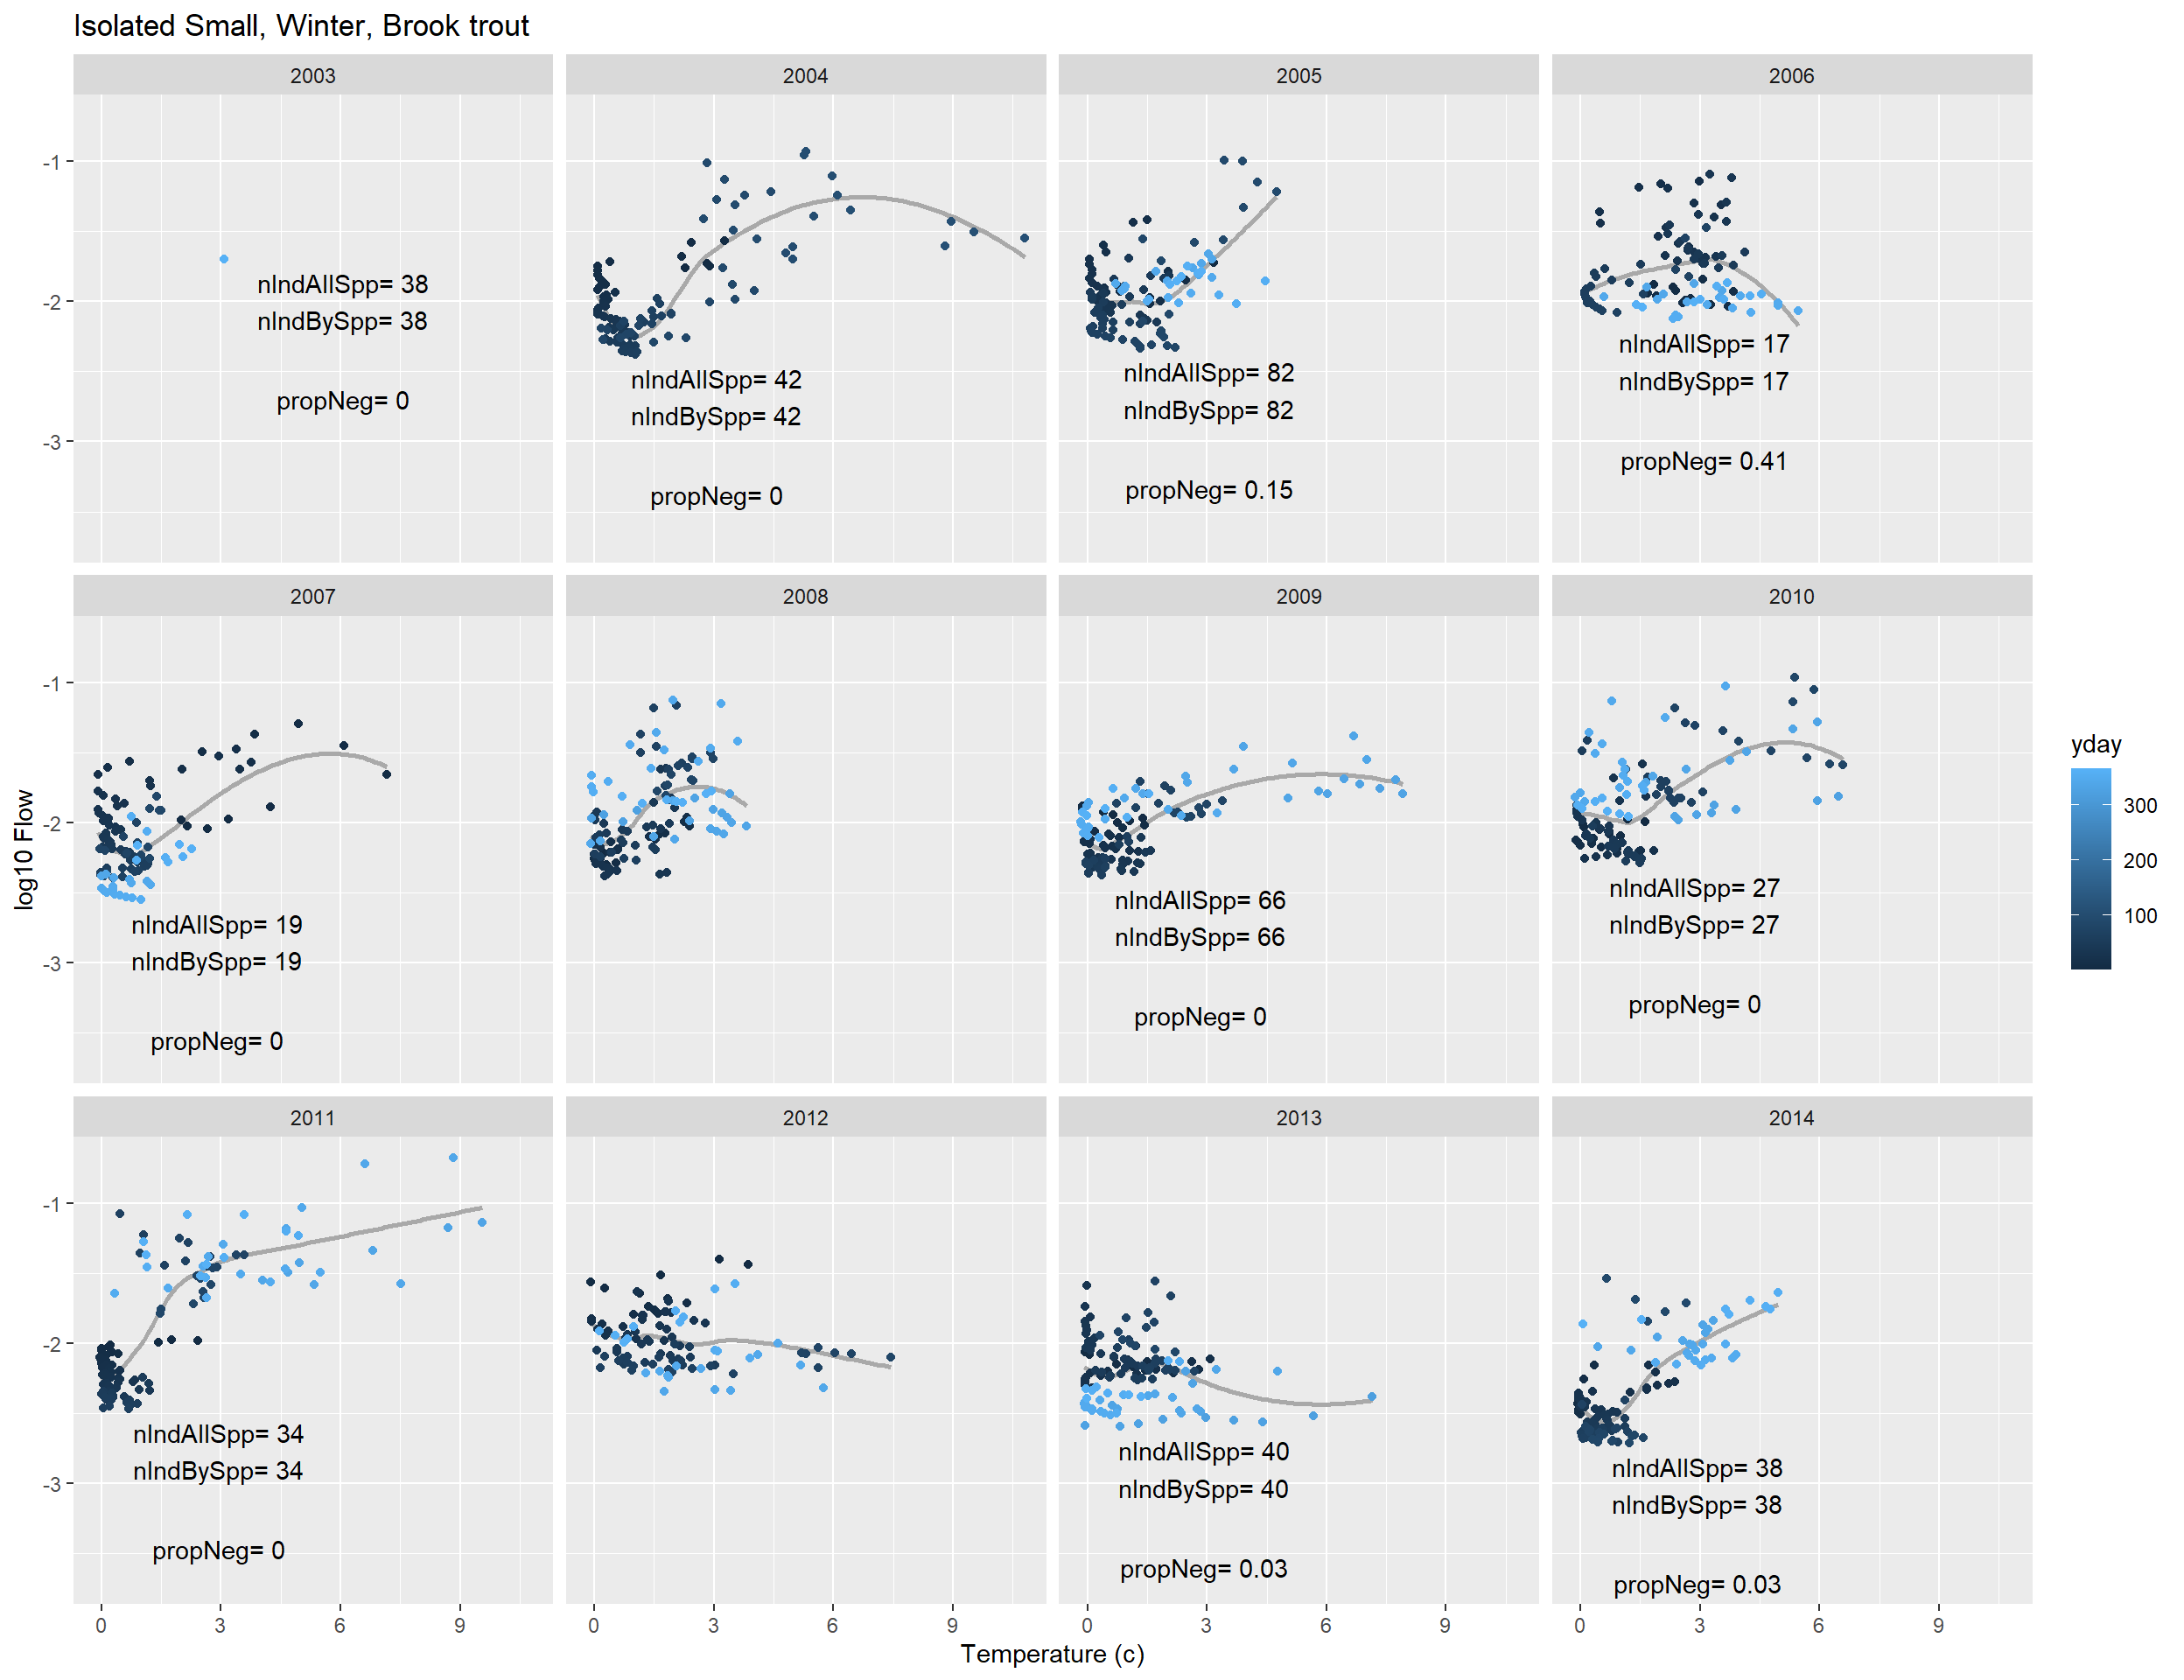 Isolated Small, Winter, Brook trout
2003
2004
2005
2006
-1
-2
-3
nIndAllSpp= 38
nIndBySpp= 38
propNeg= 0
nIndAllSpp= 42
nIndBySpp= 42
propNeg= 0
nIndAllSpp= 82
nIndBySpp= 82
propNeg= 0.15
nIndAllSpp= 17
nIndBySpp= 17
propNeg= 0.41
2007
2008
2009
2010
-1
-2
-3
nIndAllSpp= 19
nIndBySpp= 19
propNeg= 0
nIndAllSpp= 66
nIndBySpp= 66
propNeg= 0
nIndAllSpp= 27
nIndBySpp= 27
propNeg= 0
2011
2012
2013
2014
-1
-2
-3
nIndAllSpp= 34
nIndBySpp= 34
propNeg= 0
nIndAllSpp= 40
nIndBySpp= 40
propNeg= 0.03
nIndAllSpp= 38
nIndBySpp= 38
propNeg= 0.03
0 3 6 9
0 3 6 9
0 3 6 9
0 3 6 9
Temperature (c)
log10 Flow
yday
300
200
100